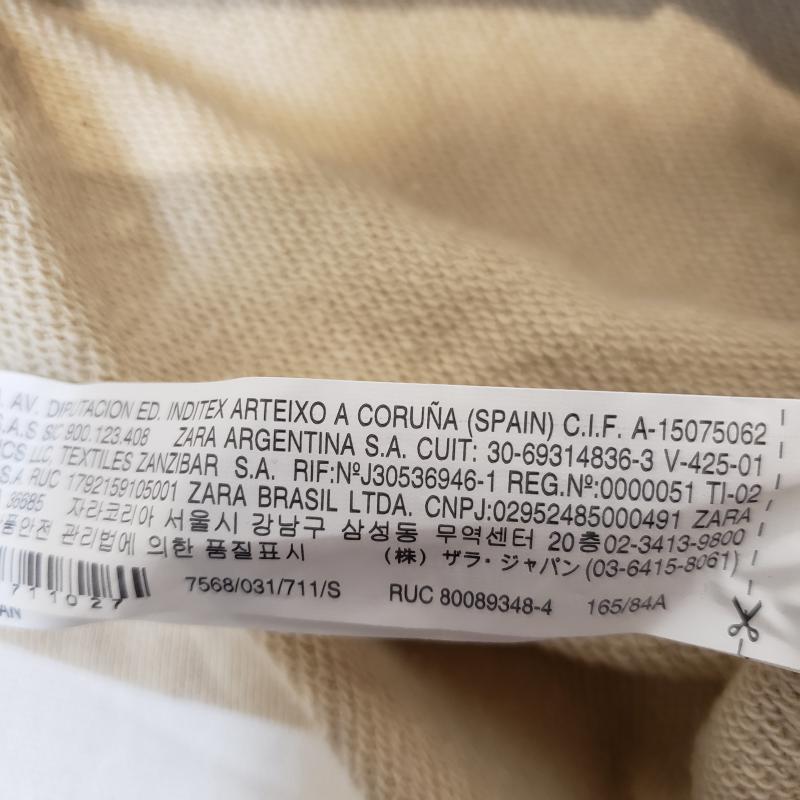 AV. DIPUTACION ED. INDITEX ARTEIXO A CORUÑA (SPAIN) C.I.F. A-15075062
S.A.S SIC 900.123.408 ZARA ARGENTINA S.A. CUIT: 30-69314836-3 V-425-01
LLC, TEXTILES ZANZIBAR S.A. RIF:NºJ30536946-1 REG.Nº:0000051 TI-02
S.A RUC 1792159105001 ZARA BRASIL LTDA. CNPJ:02952485000491 ZARA
36685 자라코리아 서울시 강남구 삼성동 무역센터 20층02-3413-9800
품안전 관리법에 의한 품질표시 (株) ザラ・ジャパン(03-6415-8061)
711027 7568/031/711/S RUC 80089348-4 165/84A